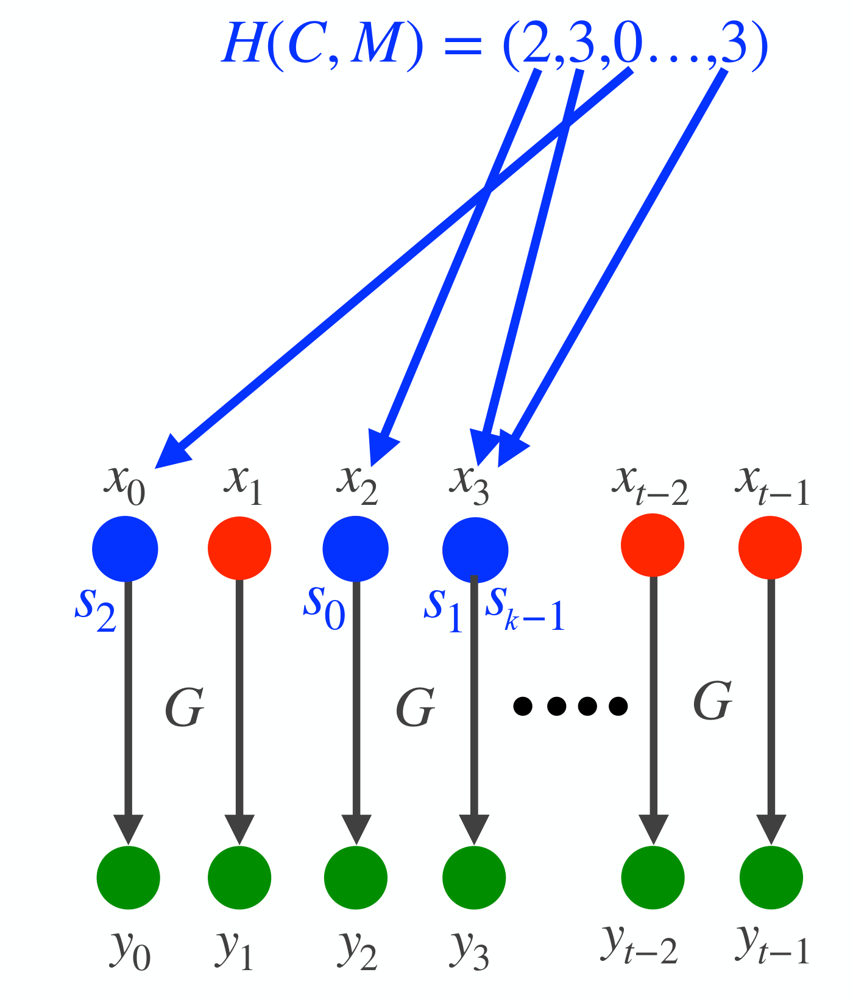 H(C, M) = (2,3,0…,3)
x₀ x₁ x₂ x₃ xₜ₋₂ xₜ₋₁
s₂ s₀ s₁ sₖ₋₁
G G G
y₀ y₁ y₂ y₃ yₜ₋₂ yₜ₋₁